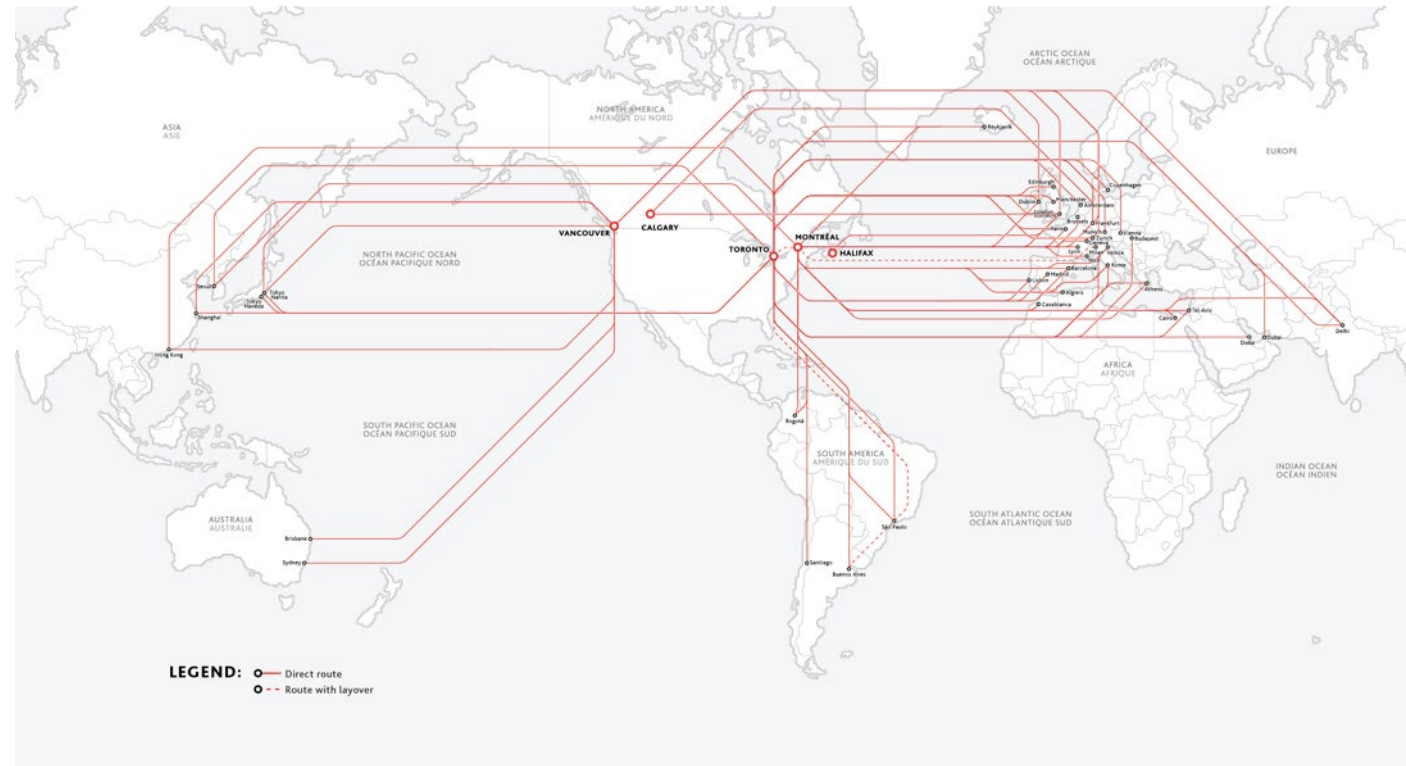 ARCTIC OCEAN
OCÉAN ARCTIQUE
NORTH AMERICA
AMÉRIQUE DU NORD
ASIA
ASIE
EUROPE
Reykjavik
Edinburgh
Copenhagen
Dublin
Manchester
Amsterdam
London
Brussels
Frankfurt
Paris
Munich
Vienna
Zurich
Budapest
Geneva
Lyon
Milan
Venice
Nice
Rome
Barcelona
Madrid
Lisbon
Algiers
Athens
Casablanca
Tel Aviv
Cairo
Doha
Dubai
Delhi
VANCOUVER
CALGARY
TORONTO
MONTRÉAL
HALIFAX
NORTH PACIFIC OCEAN
OCÉAN PACIFIQUE NORD
Seoul
Tokyo
Narita
Tokyo
Haneda
Shanghai
Hong Kong
AFRICA
AFRIQUE
SOUTH PACIFIC OCEAN
OCÉAN PACIFIQUE SUD
Bogotá
SOUTH AMERICA
AMÉRIQUE DU SUD
INDIAN OCEAN
OCÉAN INDIEN
SOUTH ATLANTIC OCEAN
OCÉAN ATLANTIQUE SUD
AUSTRALIA
AUSTRALIE
São Paulo
Brisbane
Sydney
Santiago
Buenos Aires
LEGEND:
Direct route
Route with layover